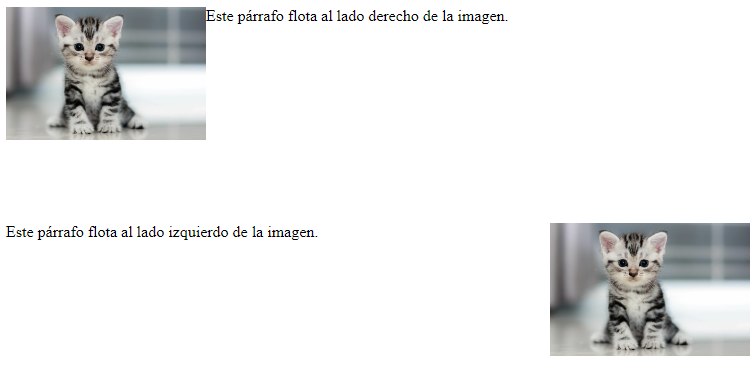 Este párrafo flota al lado derecho de la imagen.
Este párrafo flota al lado izquierdo de la imagen.